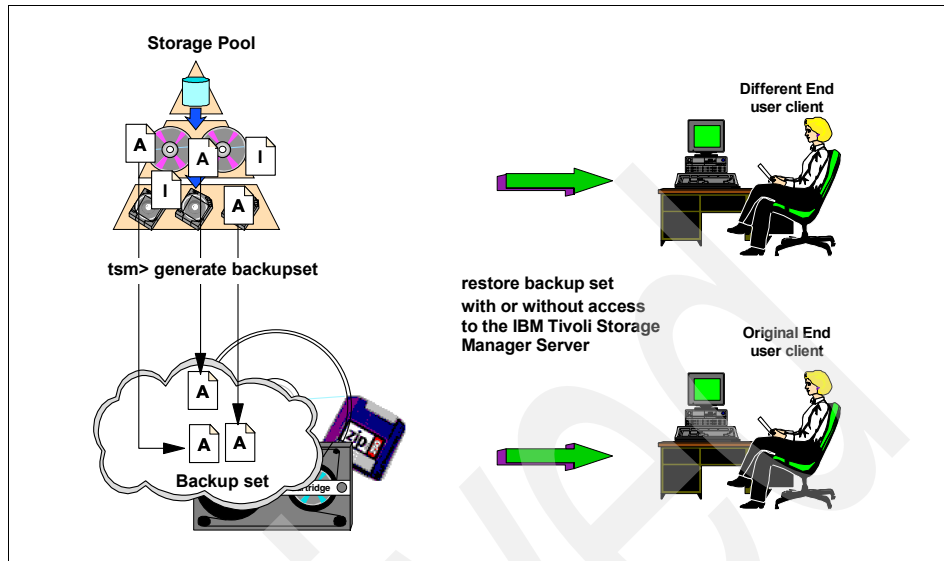 Storage Pool
A
A
I
I
A
tsm> generate backupset
A
A
A
Backup set
zip
rtridge
restore backup set
with or without access
to the IBM Tivoli Storage
Manager Server
Different End
user client
Original End
user client